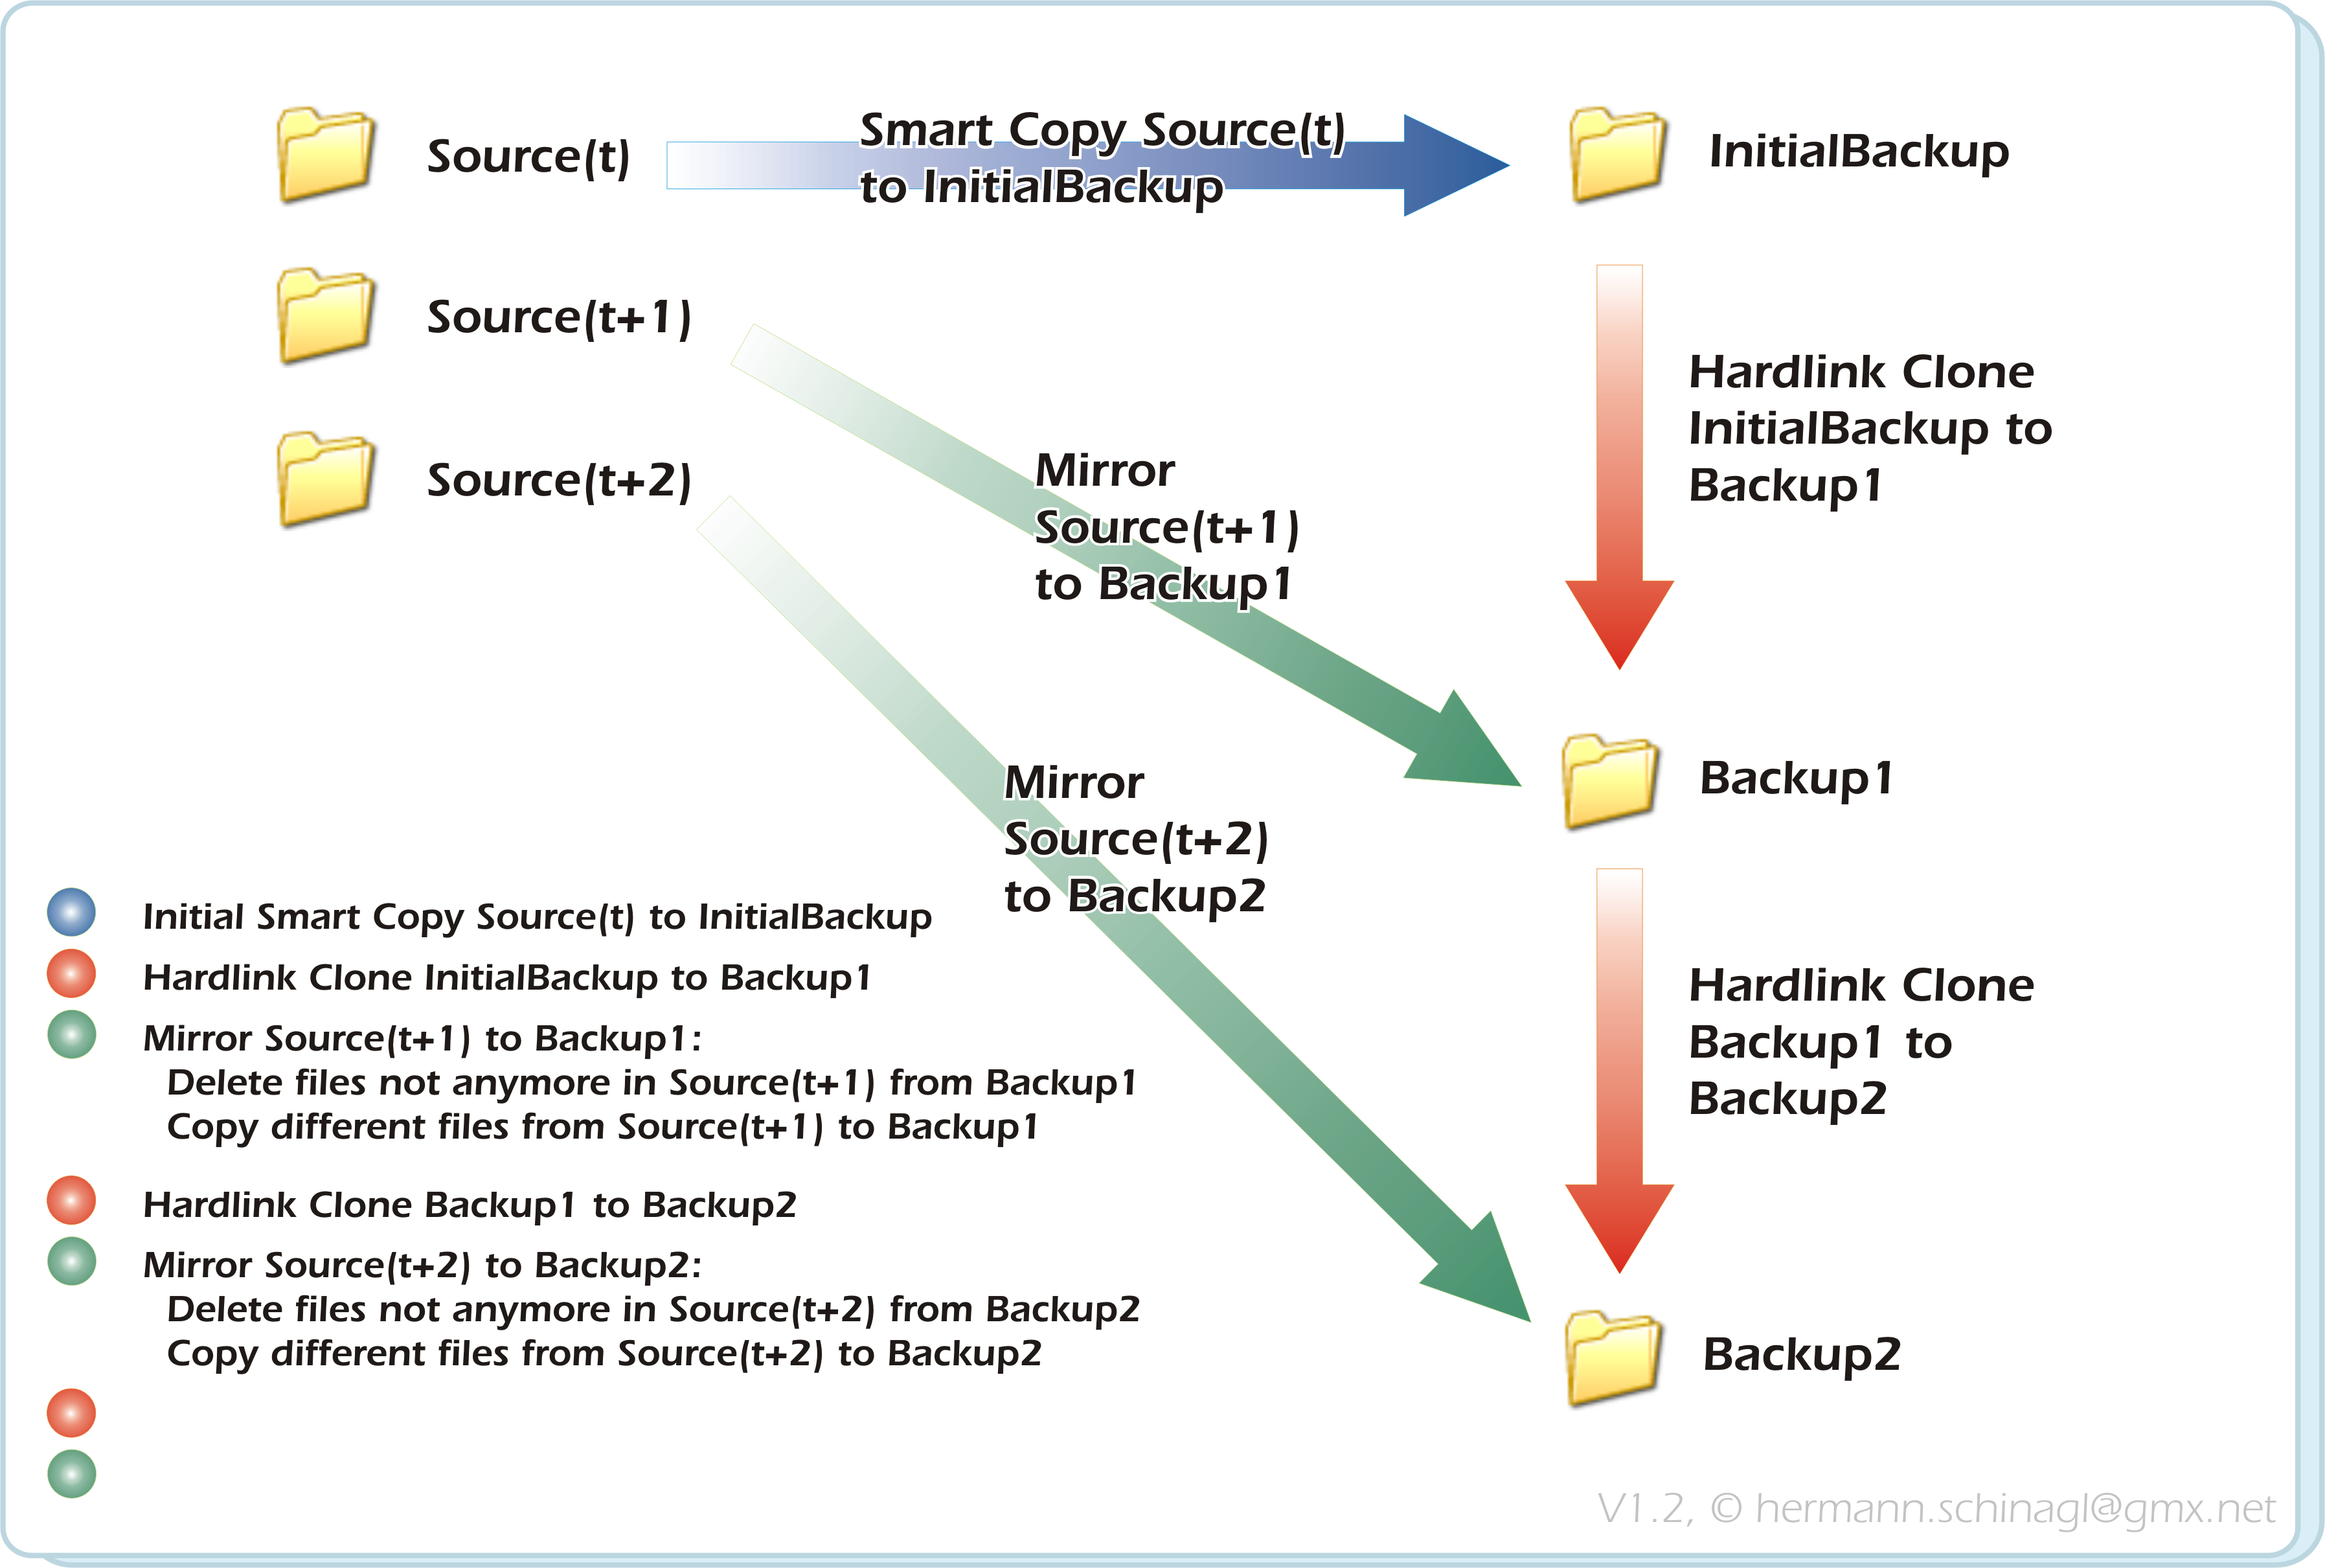 Source(t)
Smart Copy Source(t)
to InitialBackup
InitialBackup
Source(t+1)
Source(t+2)
Hardlink Clone
InitialBackup to
Backup1
Mirror
Source(t+1)
to Backup1
Backup1
Mirror
Source(t+2)
to Backup2
Hardlink Clone
Backup1 to
Backup2
Backup2
Initial Smart Copy Source(t) to InitialBackup
Hardlink Clone InitialBackup to Backup1
Mirror Source(t+1) to Backup1:
Delete files not anymore in Source(t+1) from Backup1
Copy different files from Source(t+1) to Backup1
Hardlink Clone Backup1 to Backup2
Mirror Source(t+2) to Backup2:
Delete files not anymore in Source(t+2) from Backup2
Copy different files from Source(t+2) to Backup2
V1.2, © hermann.schinagl@gmx.net